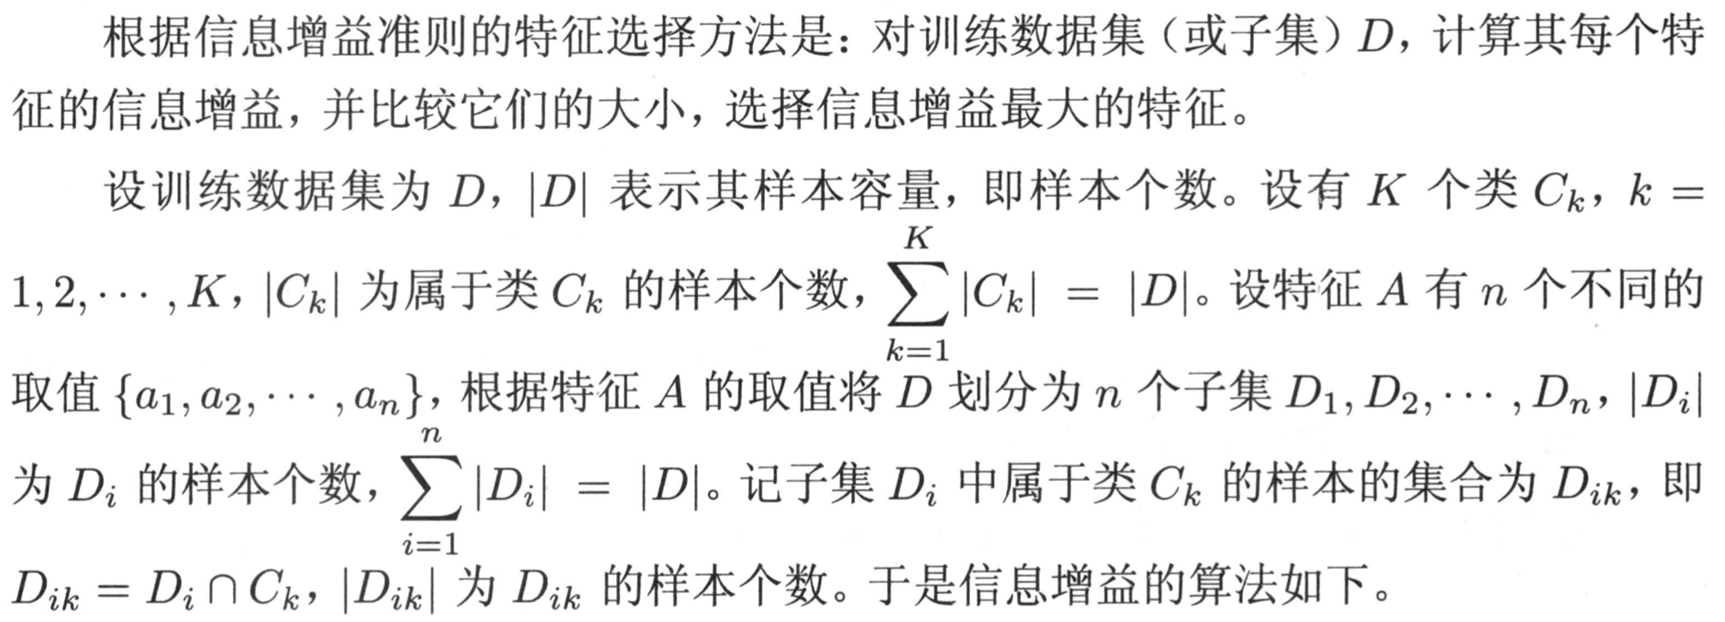 根据信息增益准则的特征选择方法是：对训练数据集（或子集）D，计算其每个特
征的信息增益，并比较它们的大小，选择信息增益最大的特征。
设训练数据集为 D，|D| 表示其样本容量，即样本个数。设有 K 个类 C_k，k =
1, 2, ⋯ , K，|C_k| 为属于类 C_k 的样本个数，\sum_{k=1}^{K} |C_k| = |D|。设特征 A 有 n 个不同的
取值 {a_1, a_2, ⋯ , a_n}，根据特征 A 的取值将 D 划分为 n 个子集 D_1, D_2, ⋯ , D_n，|D_i|
为 D_i 的样本个数，\sum_{i=1}^{n} |D_i| = |D|。记子集 D_i 中属于类 C_k 的样本的集合为 D_{ik}，即
D_{ik} = D_i ∩ C_k，|D_{ik}| 为 D_{ik} 的样本个数。于是信息增益的算法如下。